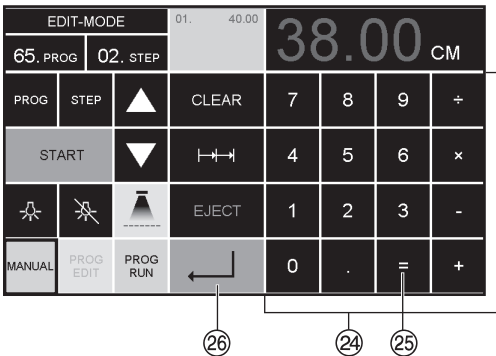 EDIT-MODE
01. 40.00
38.00 CM
65. PROG 02. STEP
PROG STEP CLEAR 7 8 9 ÷
START 4 5 6 ×
EJECT 1 2 3 -
MANUAL PROG EDIT PROG RUN 0 . = +
26 24 25